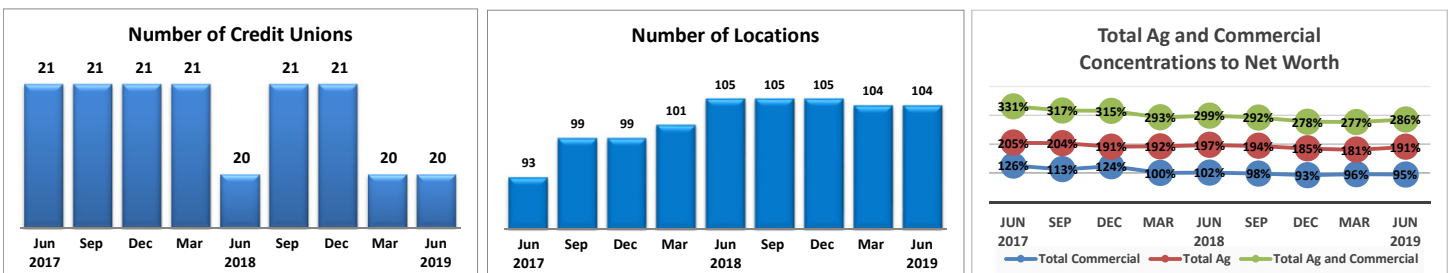 Number of Credit Unions
21 21 21 21 20 21 21 20 20
Jun Sep Dec Mar Jun Sep Dec Mar Jun
2017 2018 2019
Number of Locations
93 99 99 101 105 105 105 104 104
Jun Sep Dec Mar Jun Sep Dec Mar Jun
2017 2018 2019
Total Ag and Commercial
Concentrations to Net Worth
331% 317% 315% 293% 299% 292% 278% 277% 286%
205% 204% 191% 192% 197% 194% 185% 181% 191%
126% 113% 124% 100% 102% 98% 93% 96% 95%
JUN SEP DEC MAR JUN SEP DEC MAR JUN
2017 2018 2019
Total Commercial Total Ag Total Ag and Commercial